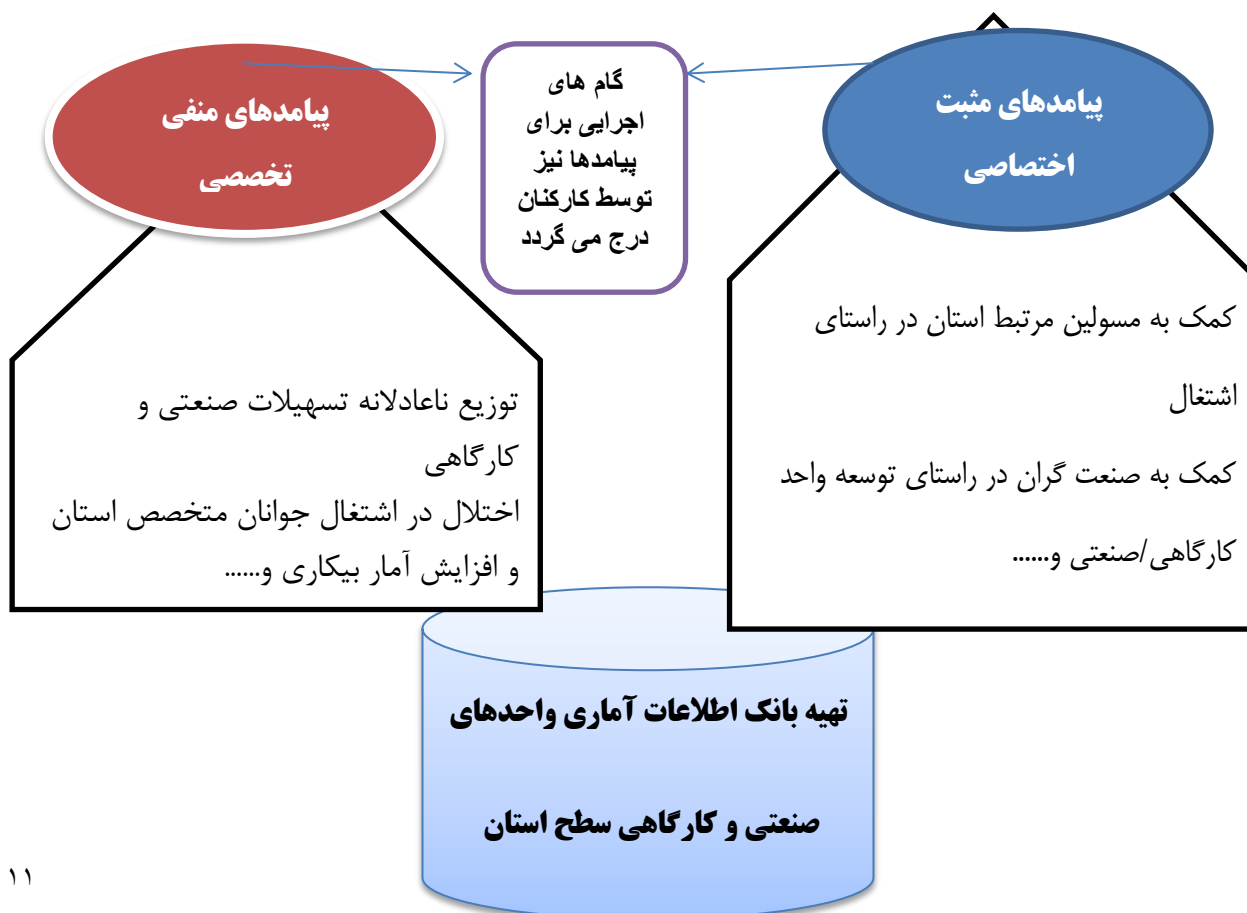 پیامدهای مثبت
اختصاصی
گام های
اجرایی برای
پیامدها نیز
توسط کارکنان
درج می گردد
پیامدهای منفی
تخصصی
کمک به مسولین مرتبط استان در راستای
اشتغال
کمک به صنعت گران در راستای توسعه واحد
کارگاهی/صنعتی و......
توزیع ناعادلانه تسهیلات صنعتی و
کارگاهی
اختلال در اشتغال جوانان متخصص استان
و افزایش آمار بیکاری و......
تهیه بانک اطلاعات آماری واحدهای
صنعتی و کارگاهی سطح استان
۱۱